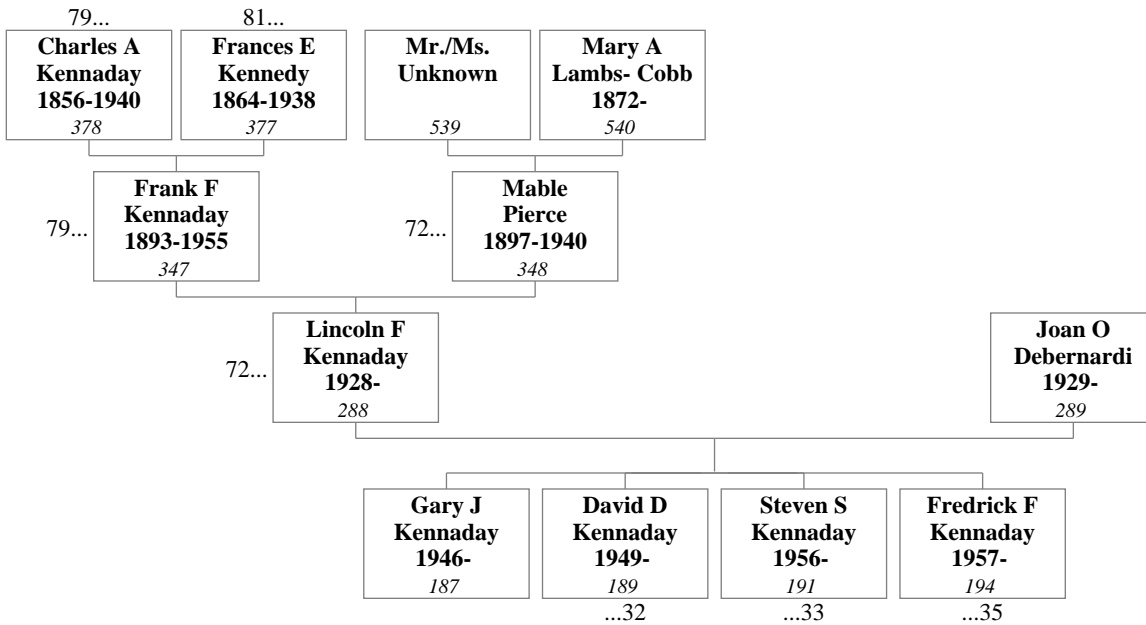 79...
81...
Charles A
Kennaday
1856-1940
378
Frances E
Kennedy
1864-1938
377
Mr./Ms.
Unknown
539
Mary A
Lambs- Cobb
1872-
540
79...
Frank F
Kennaday
1893-1955
347
72...
Mable
Pierce
1897-1940
348
72...
Lincoln F
Kennaday
1928-
288
Joan O
Debernardi
1929-
289
Gary J
Kennaday
1946-
187
David D
Kennaday
1949-
189
...32
Steven S
Kennaday
1956-
191
...33
Fredrick F
Kennaday
1957-
194
...35